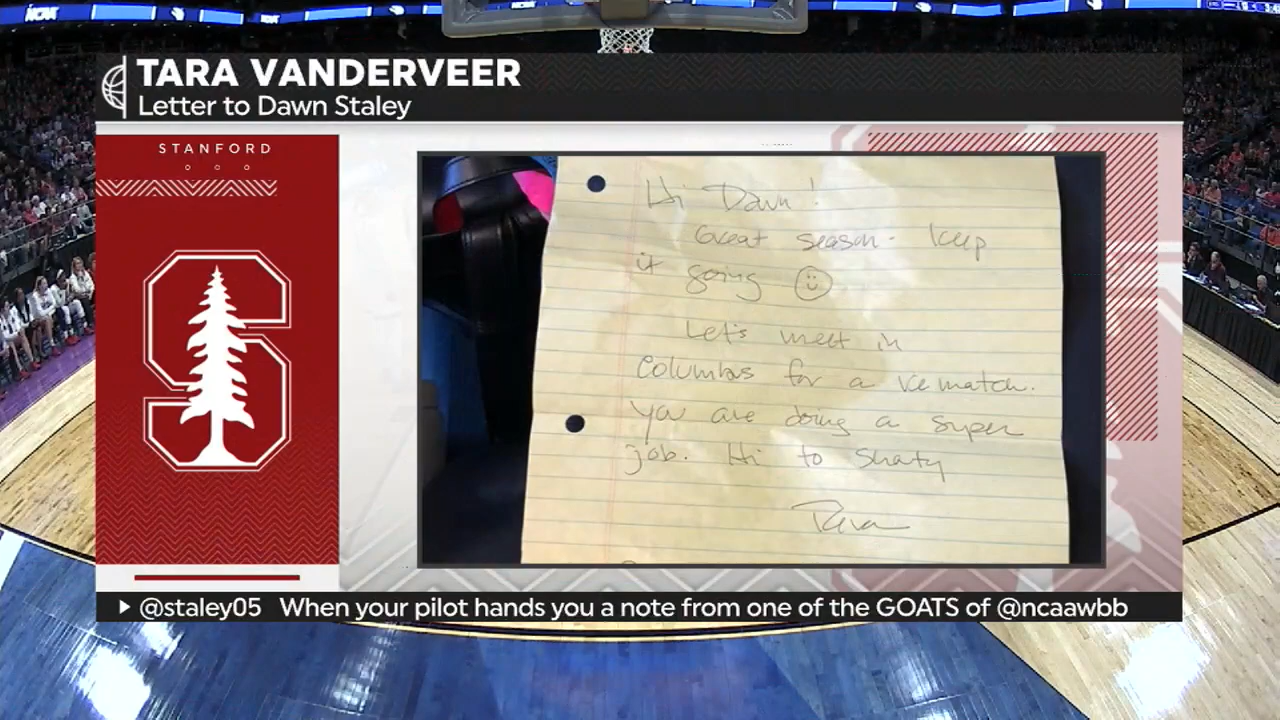 NCAA
TARA VANDERVEER
Letter to Dawn Staley
STANFORD
Hi Dawn!
Great season. Keep
it going ☺
Let's meet in
Columbus for a rematch.
You are doing a super
job. Hi to
Tara
@staley05 When your pilot hands you a note from one of the GOATS of @ncaawbb